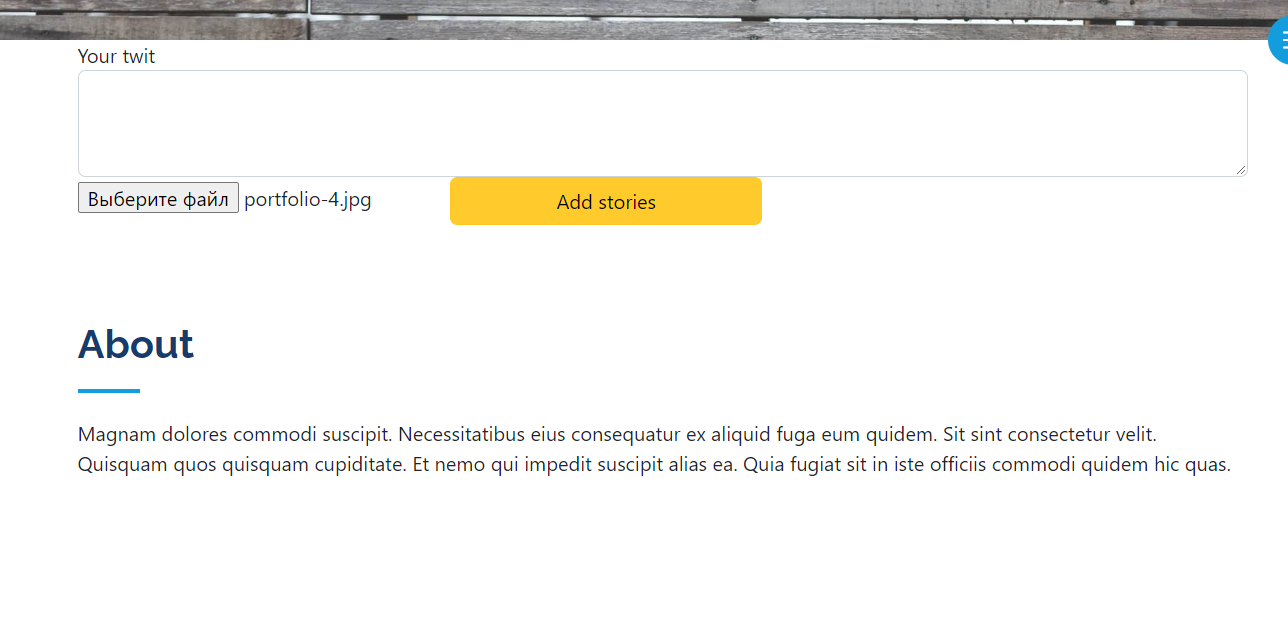 Your twit
Выберите файл portfolio-4.jpg
Add stories
About
Magnam dolores commodi suscipit. Necessitatibus eius consequatur ex aliquid fuga eum quidem. Sit sint consectetur velit.
Quisquam quos quisquam cupiditate. Et nemo qui impedit suscipit alias ea. Quia fugiat sit in iste officiis commodi quidem hic quas.